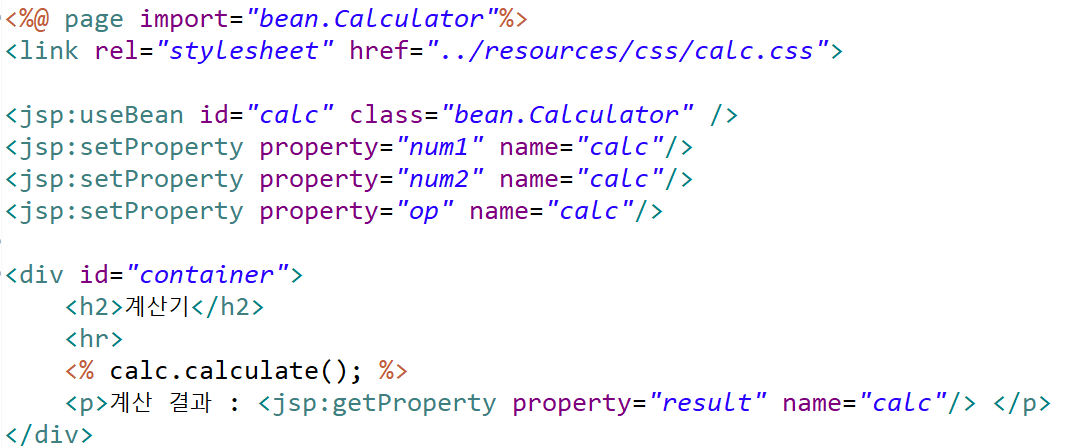 <%@ page import="bean.Calculator"%>
<link rel="stylesheet" href="../resources/css/calc.css">
<jsp:useBean id="calc" class="bean.Calculator" />
<jsp:setProperty property="num1" name="calc"/>
<jsp:setProperty property="num2" name="calc"/>
<jsp:setProperty property="op" name="calc"/>
<div id="container">
<h2>계산기</h2>
<hr>
<% calc.calculate(); %>
<p>계산 결과 : <jsp:getProperty property="result" name="calc"/> </p>
</div>